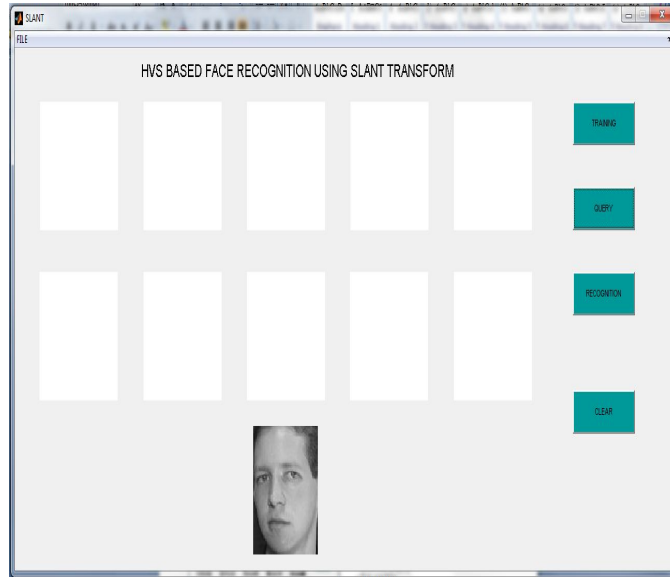 SLANT
FILE
HVS BASED FACE RECOGNITION USING SLANT TRANSFORM
TRAINING
QUERY
RECOGNITION
CLEAR